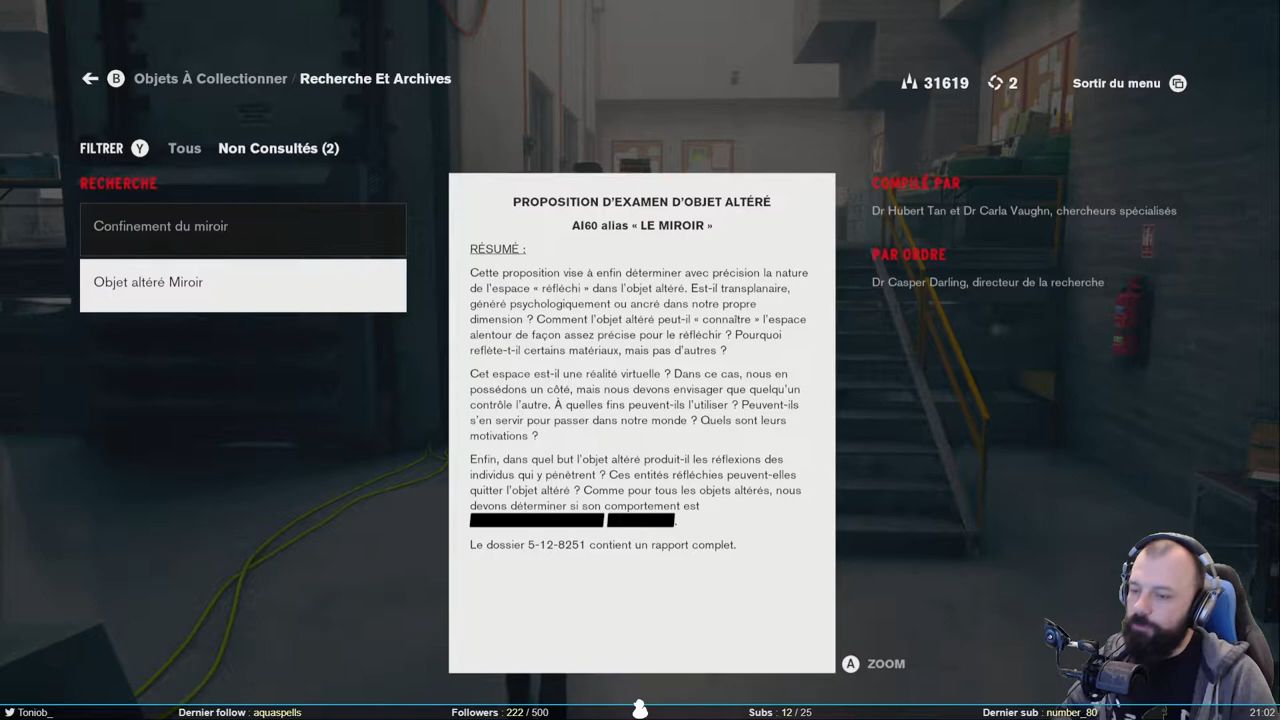 B Objets À Collectionner / Recherche Et Archives
31619 2 Sortir du menu
FILTRER Y Tous Non Consultés (2)
RECHERCHE
Confinement du miroir
Objet altéré Miroir
PROPOSITION D'EXAMEN D'OBJET ALTÉRÉ
AI60 alias « LE MIROIR »
RÉSUMÉ :
Cette proposition vise à enfin déterminer avec précision la nature
de l'espace « réfléchi » dans l'objet altéré. Est-il transplanaire,
généré psychologiquement ou ancré dans notre propre
dimension ? Comment l'objet altéré peut-il « connaître » l'espace
alentour de façon assez précise pour le réfléchir ? Pourquoi
reflète-t-il certains matériaux, mais pas d'autres ?
Cet espace est-il une réalité virtuelle ? Dans ce cas, nous en
possédons un côté, mais nous devons envisager que quelqu'un
contrôle l'autre. À quelles fins peuvent-ils l'utiliser ? Peuvent-ils
s'en servir pour passer dans notre monde ? Quels sont leurs
motivations ?
Enfin, dans quel but l'objet altéré produit-il les réflexions des
individus qui y pénètrent ? Ces entités réfléchies peuvent-elles
quitter l'objet altéré ? Comme pour tous les objets altérés, nous
devons déterminer si son comportement est
.
Le dossier 5-12-8251 contient un rapport complet.
COMPILÉ PAR
Dr Hubert Tan et Dr Carla Vaughn, chercheurs spécialisés
PAR ORDRE
Dr Casper Darling, directeur de la recherche
A ZOOM
Toniob_ Dernier follow : aquaspells Followers : 222 / 500 Subs : 12 / 25 Dernier sub : number_80 21:02